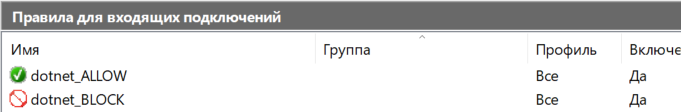 Правила для входящих подключений
Имя Группа Профиль Включе
dotnet_ALLOW Все Да
dotnet_BLOCK Все Да